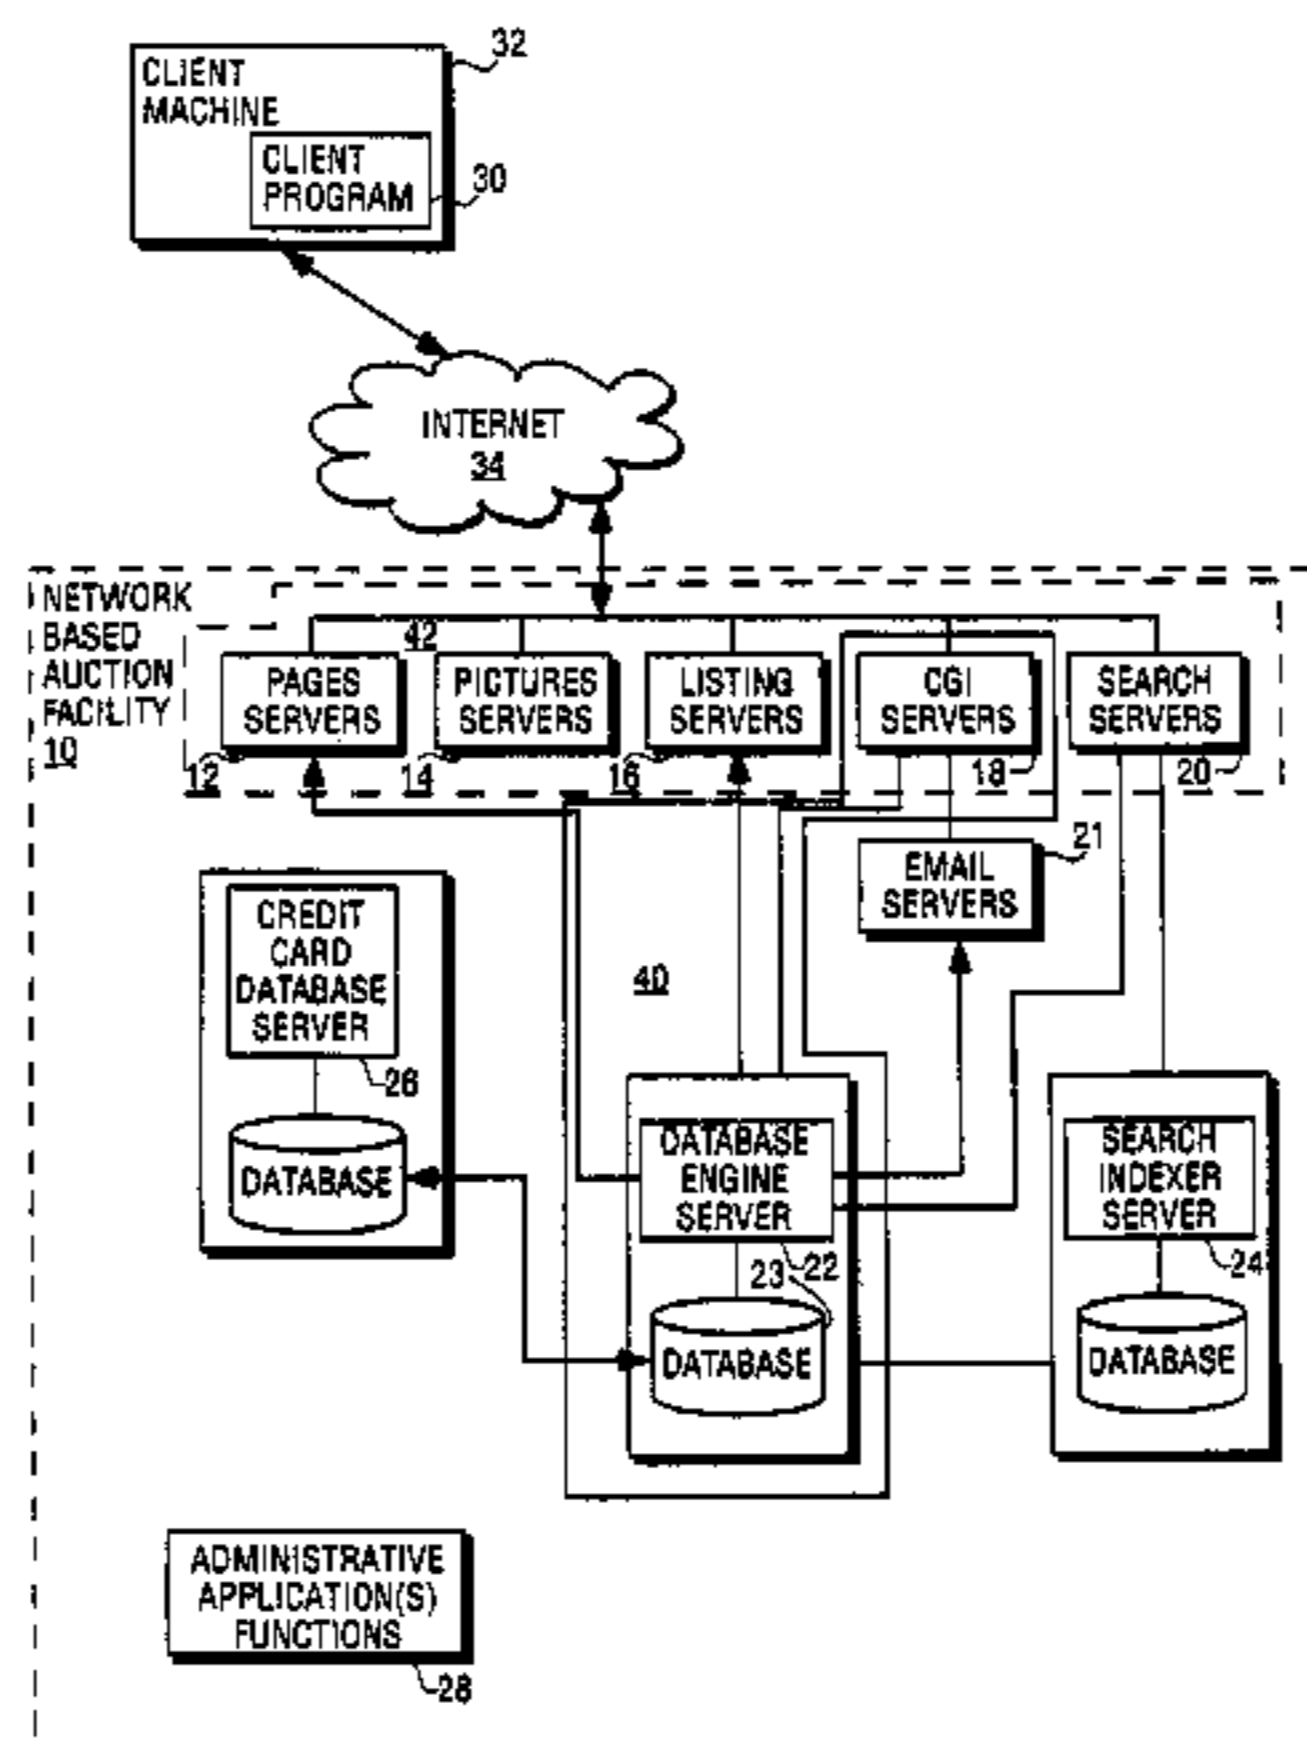 32
CLIENT
MACHINE
CLIENT
PROGRAM
30
INTERNET
34
NETWORK
BASED
AUCTION
FACILITY
10
42
PAGES
SERVERS
12
PICTURES
SERVERS
14
LISTING
SERVERS
16
CGI
SERVERS
18
SEARCH
SERVERS
20
21
EMAIL
SERVERS
CREDIT
CARD
DATABASE
SERVER
26
DATABASE
40
DATABASE
ENGINE
SERVER
22
23
DATABASE
SEARCH
INDEXER
SERVER
24
DATABASE
ADMINISTRATIVE
APPLICATION(S)
FUNCTIONS
28